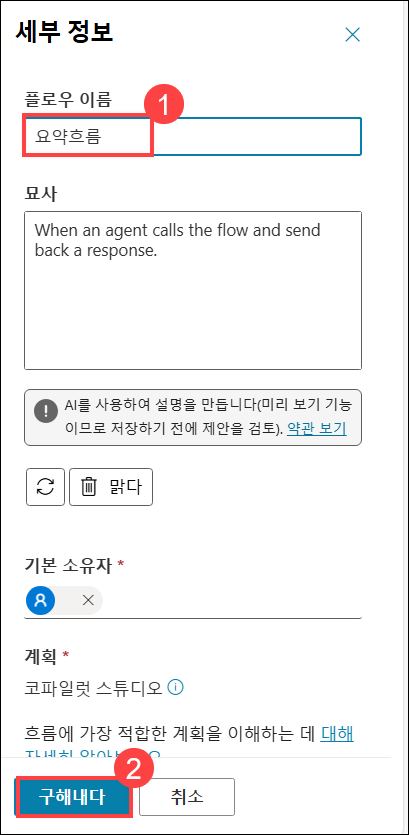 세부 정보
플로우 이름
1
요약흐름
묘사
When an agent calls the flow and send
back a response.
AI를 사용하여 설명을 만듭니다(미리 보기 기능
이므로 저장하기 전에 제안을 검토). 약관 보기
맑다
기본 소유자 *
계획 *
코파일럿 스튜디오
흐름에 가장 적합한 계획을 이해하는 데 대해
2
구해내다
취소